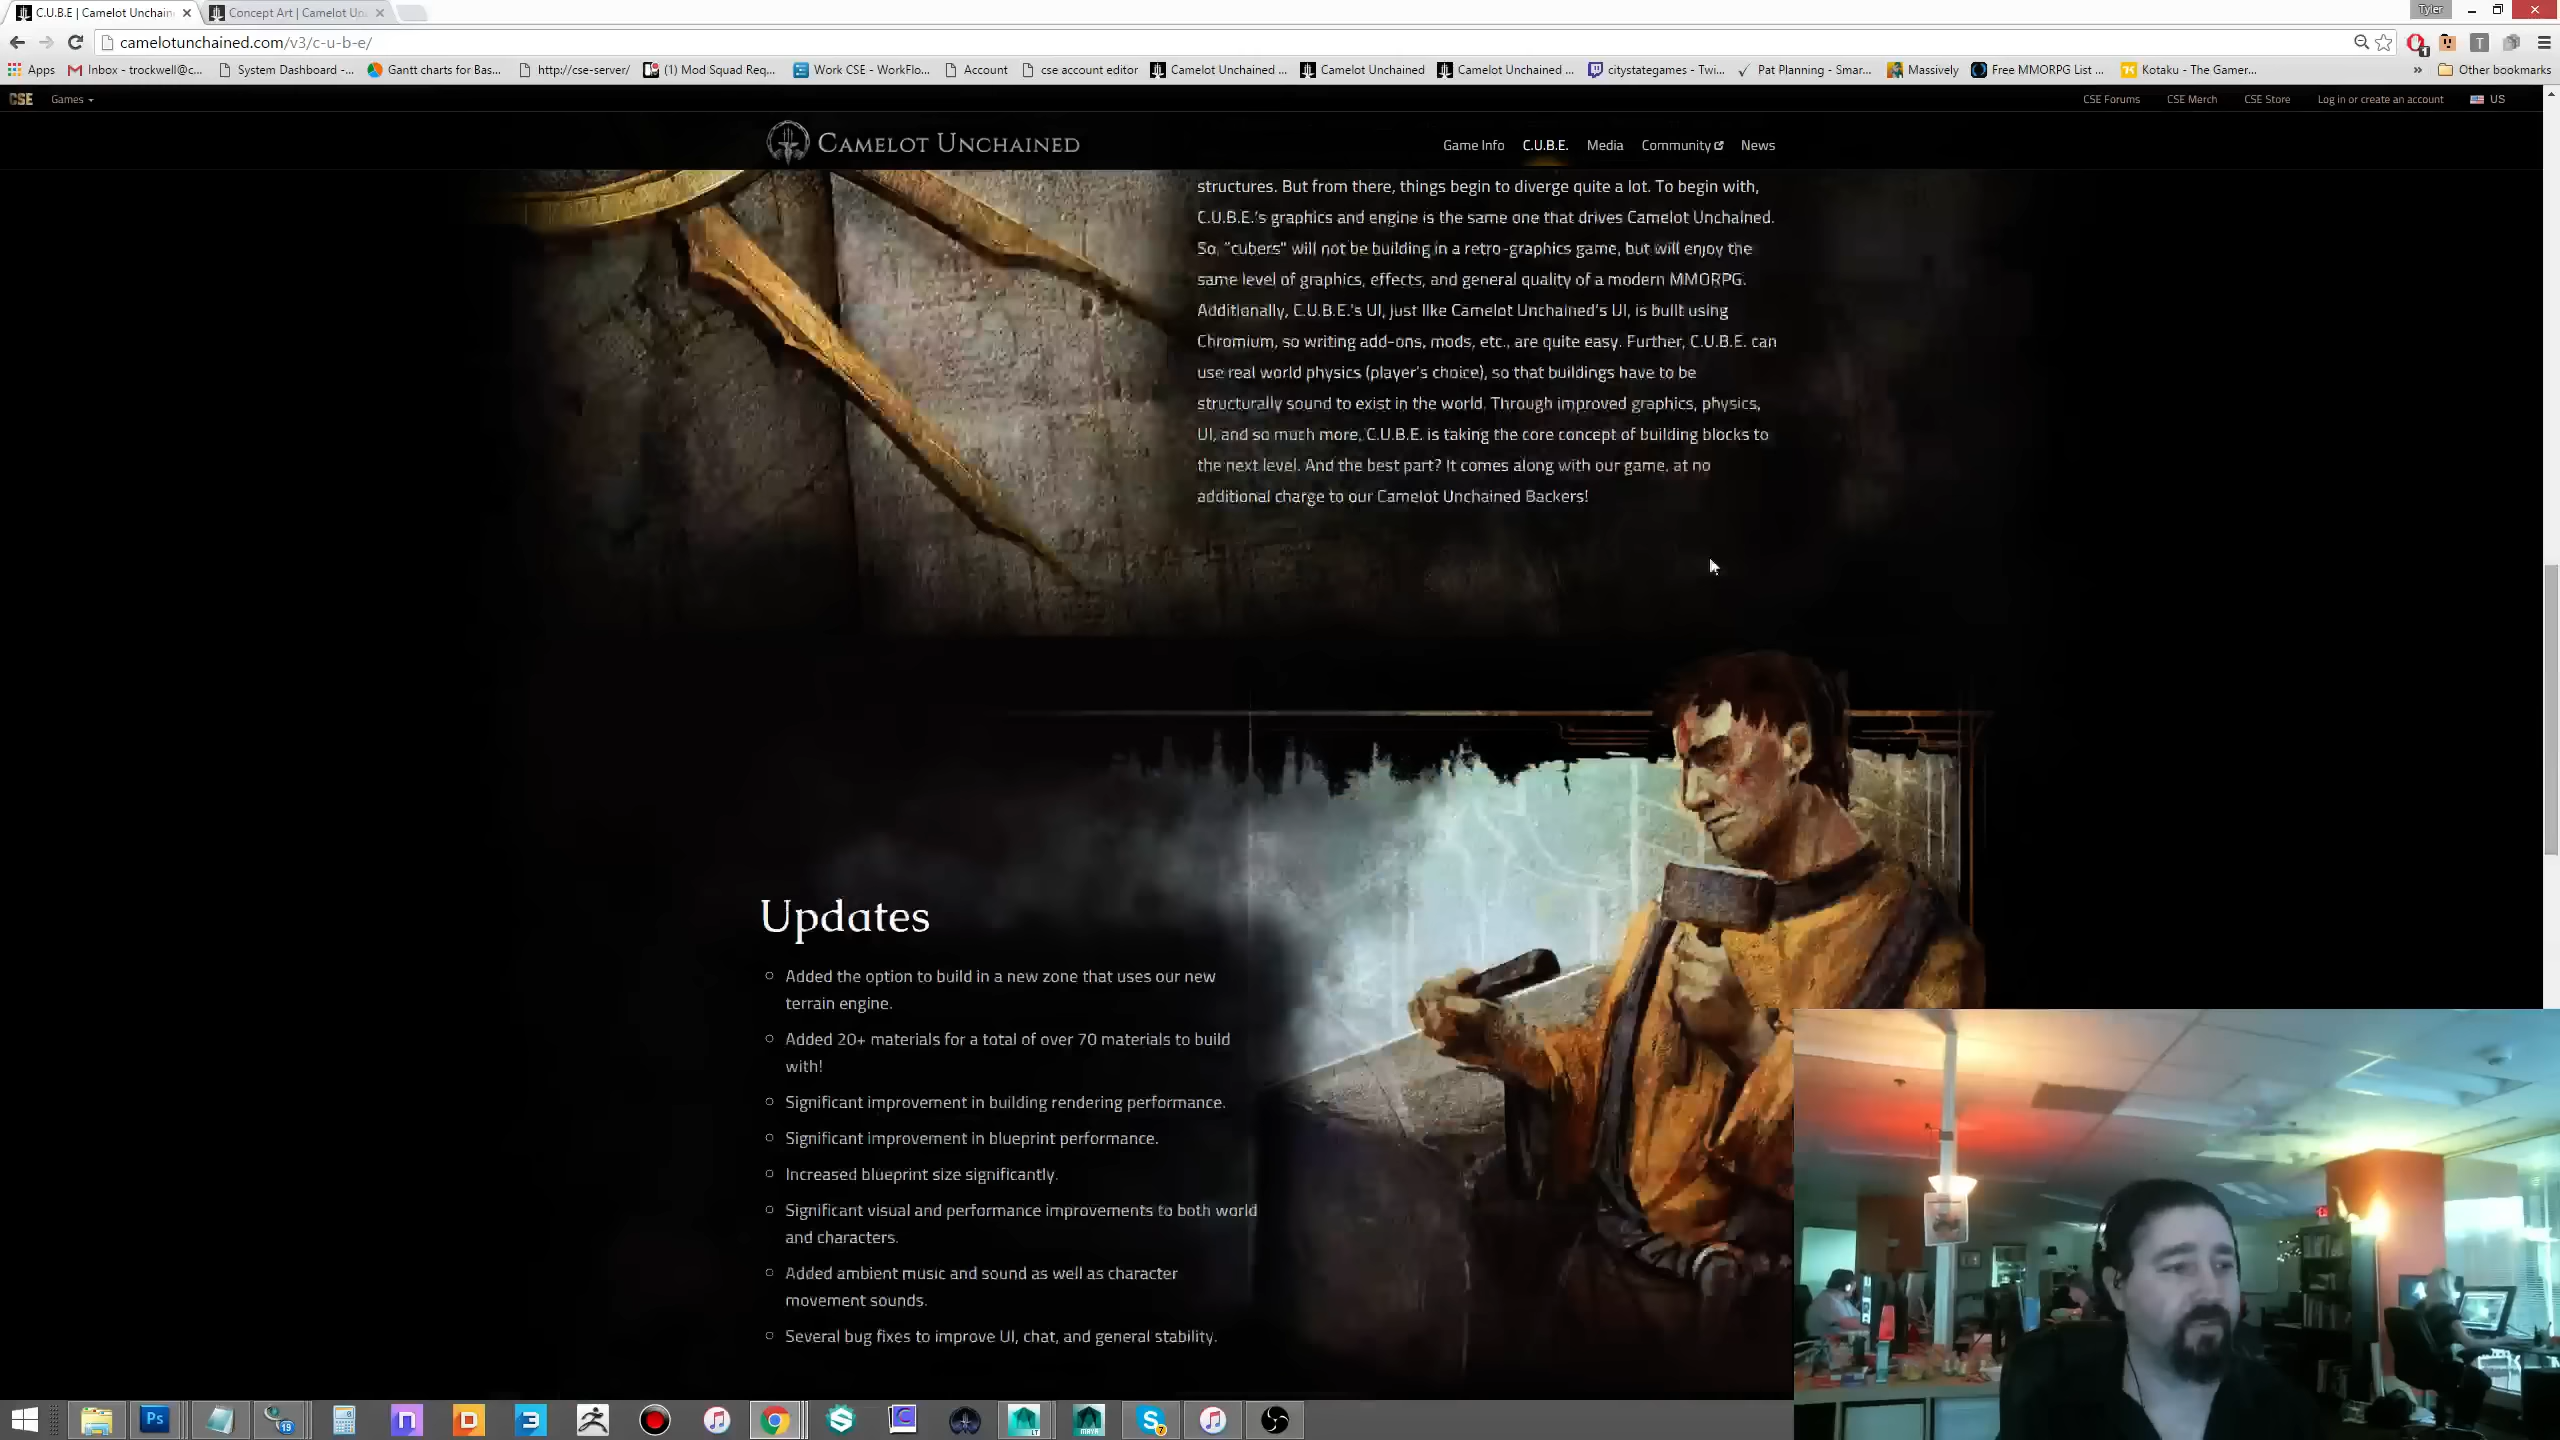 C.U.B.E | Camelot Unchain
Concept Art | Camelot Un
Tyler
camelotunchained.com/v3/c-u-b-e/
Apps
Inbox - trockwell@c...
System Dashboard -...
Gantt charts for Bas...
http://cse-server/
(1) Mod Squad Req...
Work CSE - WorkFlo...
Account
cse account editor
Camelot Unchained ...
Camelot Unchained
Camelot Unchained ...
citystategames - Twi...
Pat Planning - Smar...
Massively
Free MMORPG List ...
Kotaku - The Gamer...
»
Other bookmarks
CSE
Games
CSE Forums
CSE Merch
CSE Store
Log in or create an account
US
CAMELOT UNCHAINED
Game Info
C.U.B.E.
Media
Community
News
structures. But from there, things begin to diverge quite a lot. To begin with,
C.U.B.E.'s graphics and engine is the same one that drives Camelot Unchained.
So, "cubers" will not be building in a retro-graphics game, but will enjoy the
same level of graphics, effects, and general quality of a modern MMORPG.
Additionally, C.U.B.E.'s UI, just like Camelot Unchained's UI, is built using
Chromium, so writing add-ons, mods, etc., are quite easy. Further, C.U.B.E. can
use real world physics (player's choice), so that buildings have to be
structurally sound to exist in the world. Through improved graphics, physics,
UI, and so much more, C.U.B.E. is taking the core concept of building blocks to
the next level. And the best part? It comes along with our game, at no
additional charge to our Camelot Unchained Backers!
Updates
Added the option to build in a new zone that uses our new
terrain engine.
Added 20+ materials for a total of over 70 materials to build
with!
Significant improvement in building rendering performance.
Significant improvement in blueprint performance.
Increased blueprint size significantly.
Significant visual and performance improvements to both world
and characters.
Added ambient music and sound as well as character
movement sounds.
Several bug fixes to improve UI, chat, and general stability.
Ps
19
LT
MAYA
7